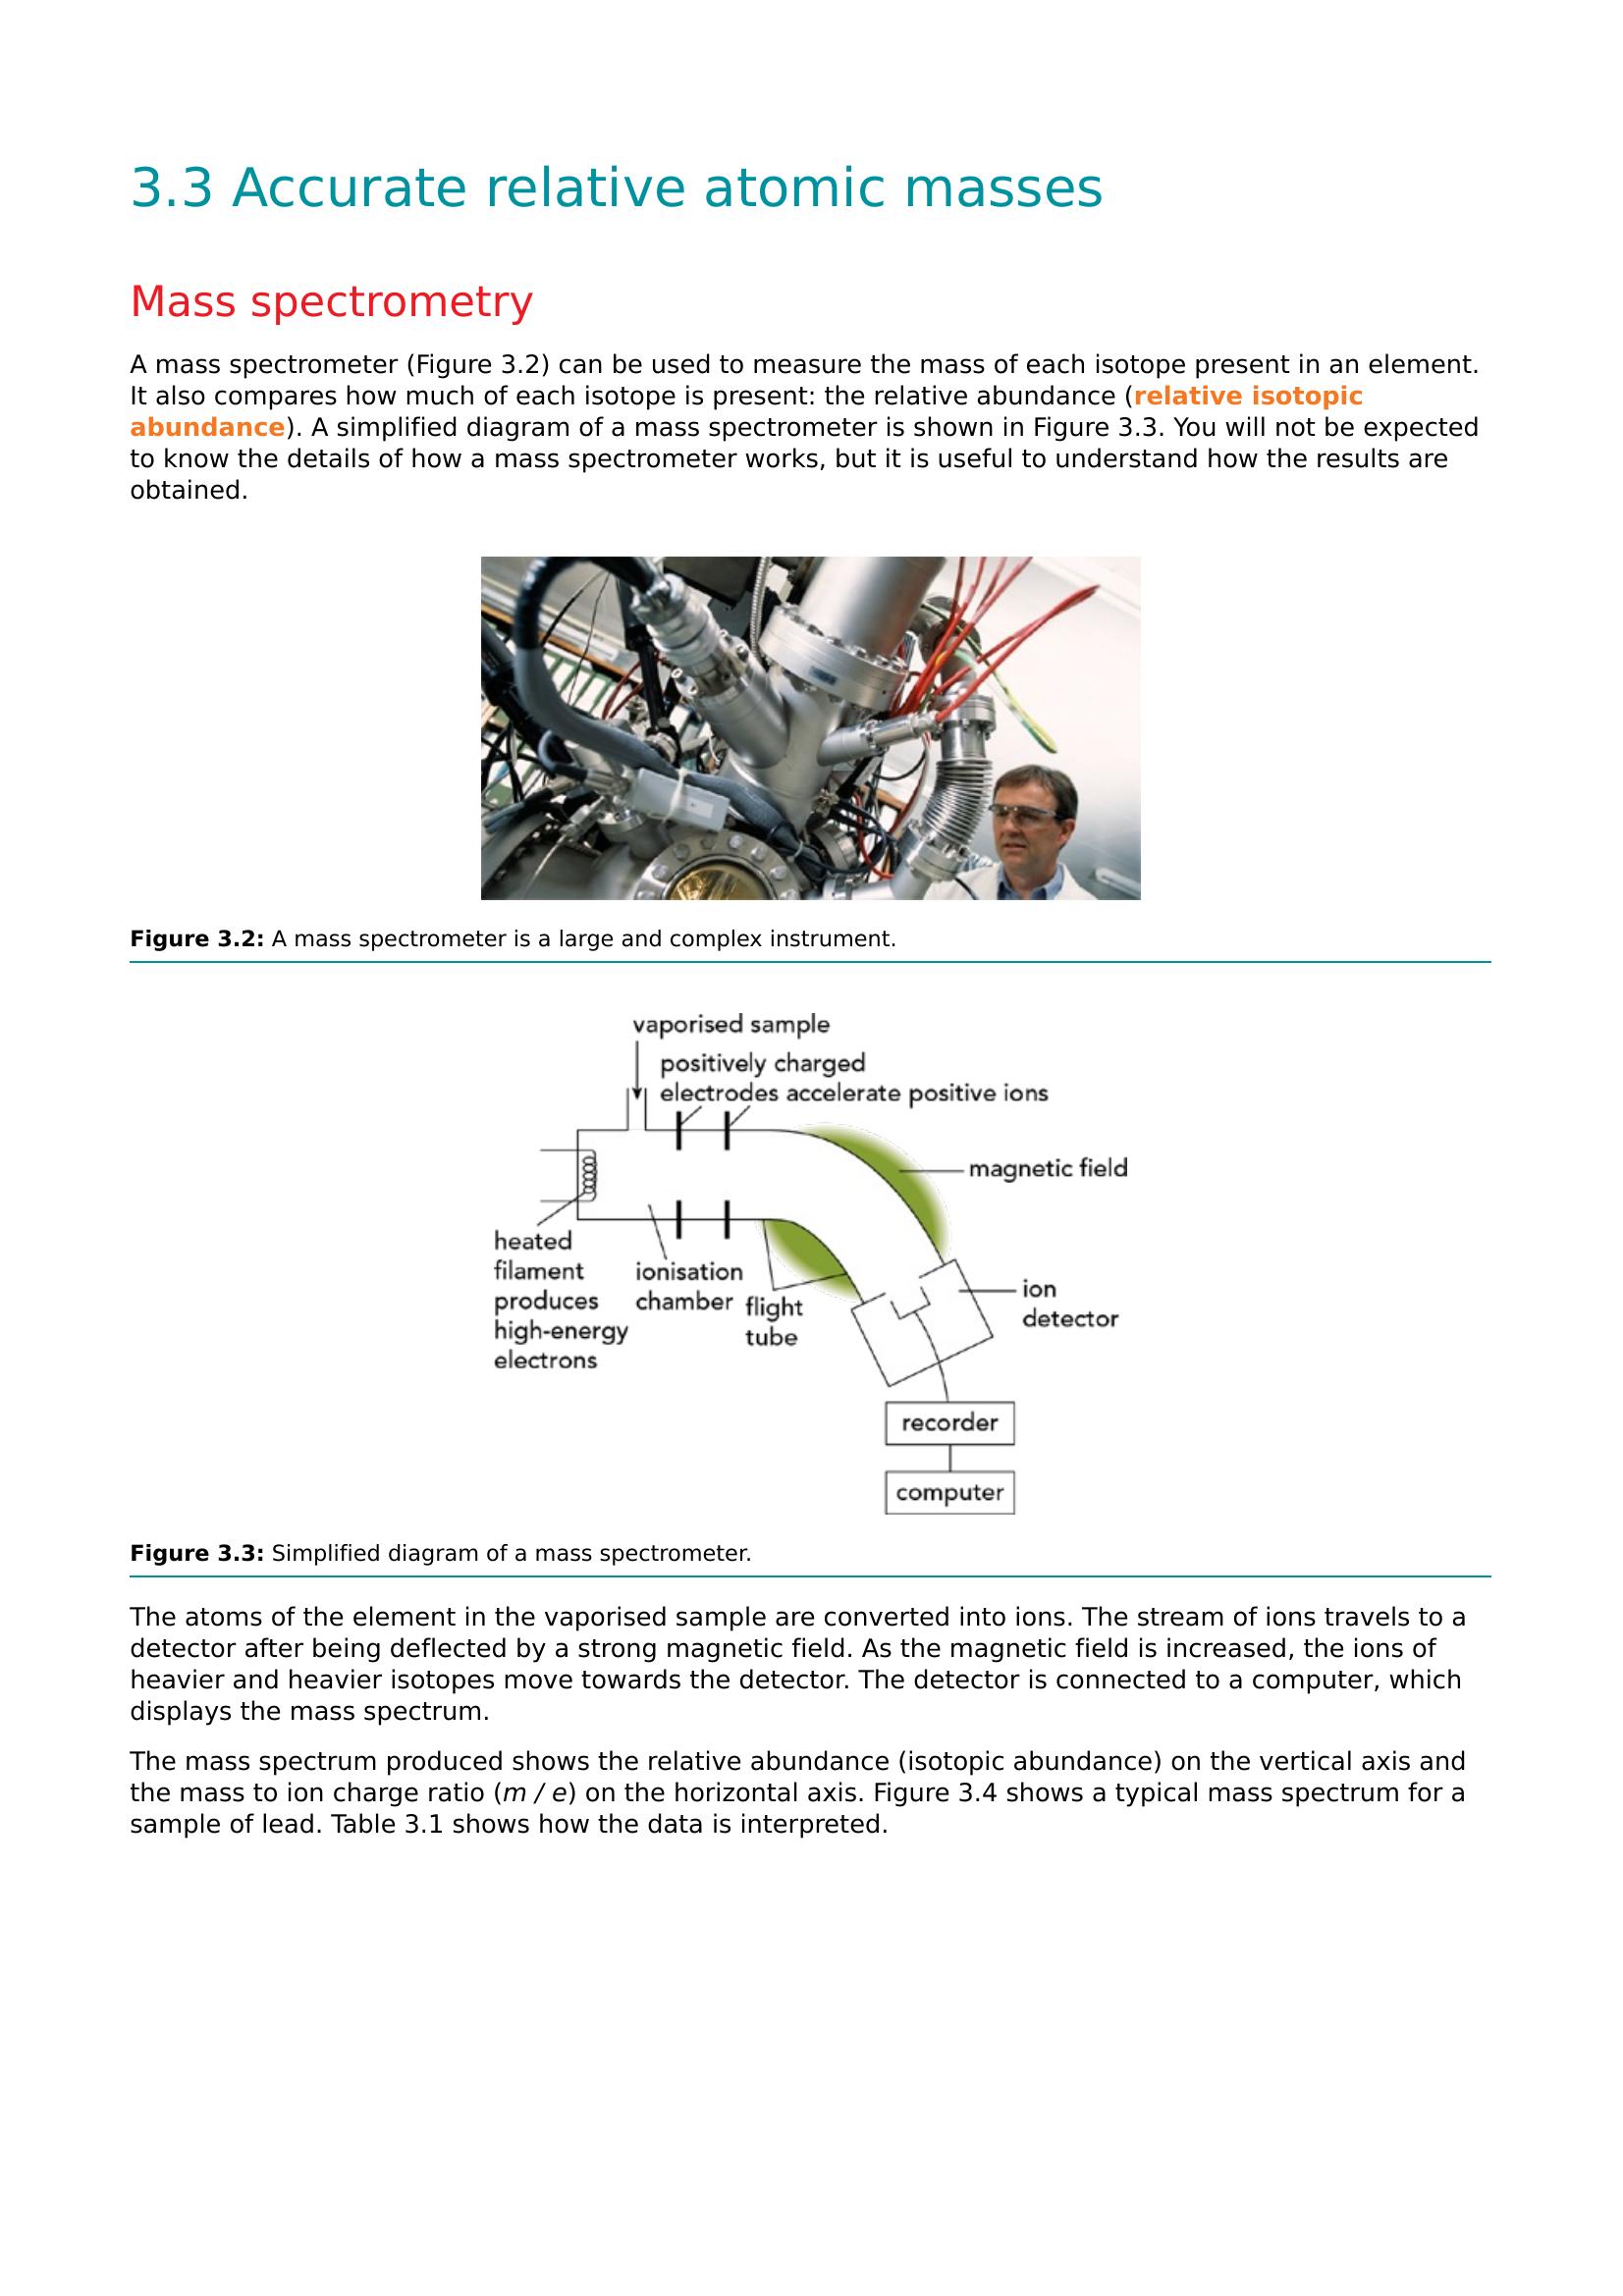 3.3 Accurate relative atomic masses
Mass spectrometry
A mass spectrometer (Figure 3.2) can be used to measure the mass of each isotope present in an element.
It also compares how much of each isotope is present: the relative abundance (relative isotopic
abundance). A simplified diagram of a mass spectrometer is shown in Figure 3.3. You will not be expected
to know the details of how a mass spectrometer works, but it is useful to understand how the results are
obtained.
Figure 3.2: A mass spectrometer is a large and complex instrument.
vaporised sample
positively charged
electrodes accelerate positive ions
magnetic field
heated
filament
produces
high-energy
electrons
ionisation
chamber
flight
tube
ion
detector
recorder
computer
Figure 3.3: Simplified diagram of a mass spectrometer.
The atoms of the element in the vaporised sample are converted into ions. The stream of ions travels to a
detector after being deflected by a strong magnetic field. As the magnetic field is increased, the ions of
heavier and heavier isotopes move towards the detector. The detector is connected to a computer, which
displays the mass spectrum.
The mass spectrum produced shows the relative abundance (isotopic abundance) on the vertical axis and
the mass to ion charge ratio (m / e) on the horizontal axis. Figure 3.4 shows a typical mass spectrum for a
sample of lead. Table 3.1 shows how the data is interpreted.